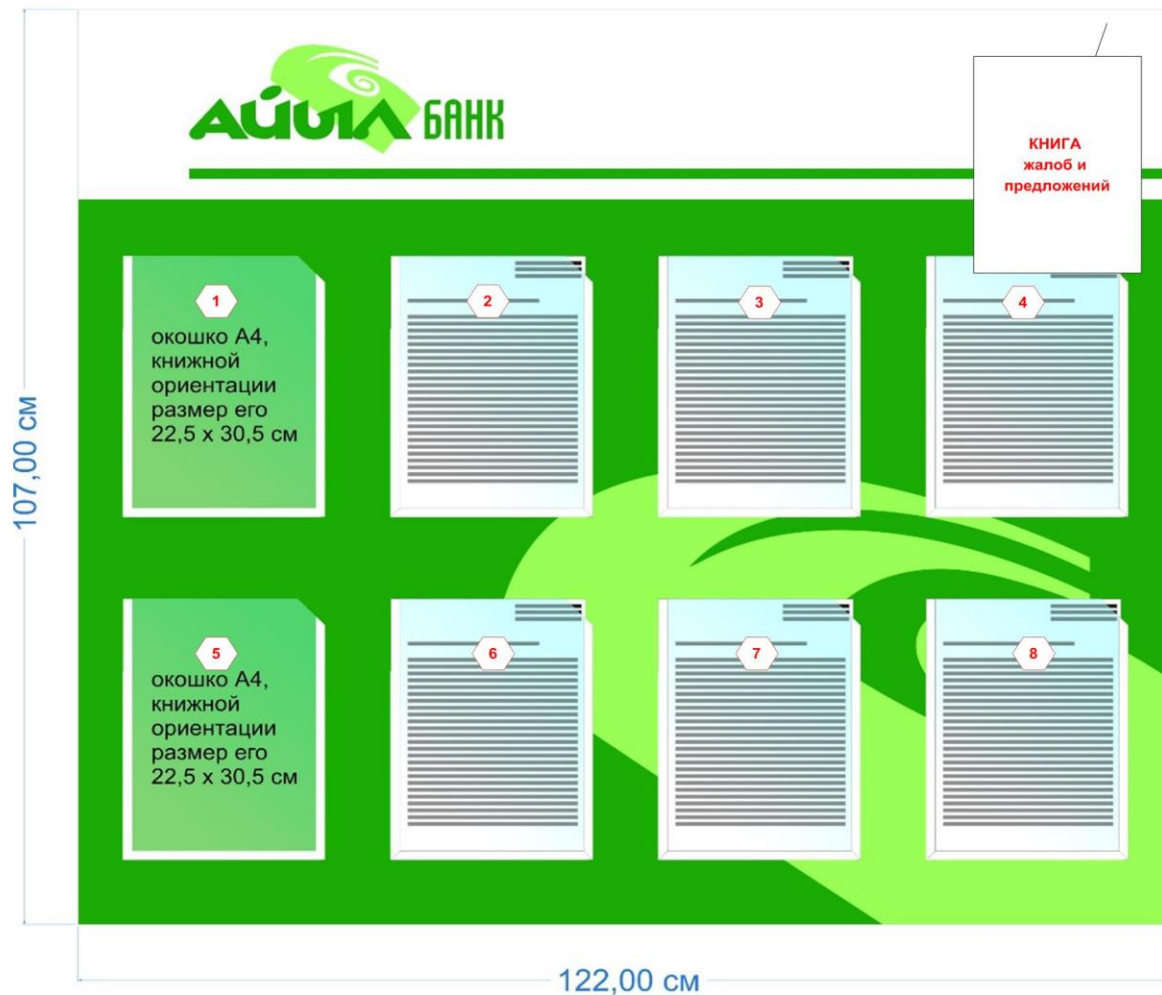 АЙЫЛ БАНК
КНИГА
жалоб и
предложений
1
2
3
4
окошко А4,
книжной
ориентации
размер его
22,5 х 30,5 см
107,00 см
5
6
7
8
окошко А4,
книжной
ориентации
размер его
22,5 х 30,5 см
122,00 см